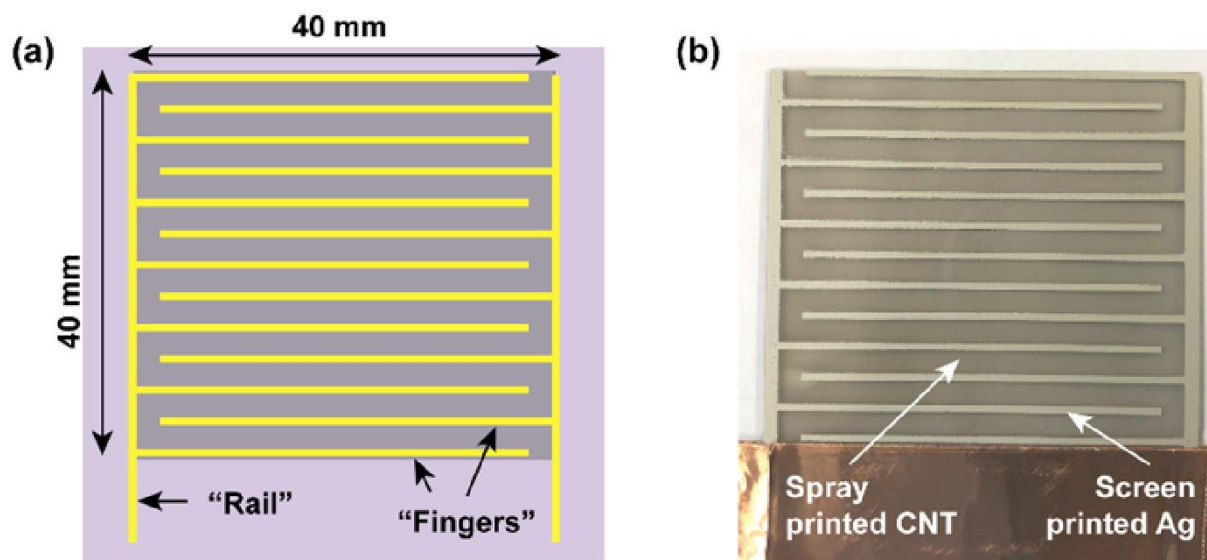 (a)
40 mm
40 mm
“Rail”
“Fingers”
(b)
Spray
printed CNT
Screen
printed Ag